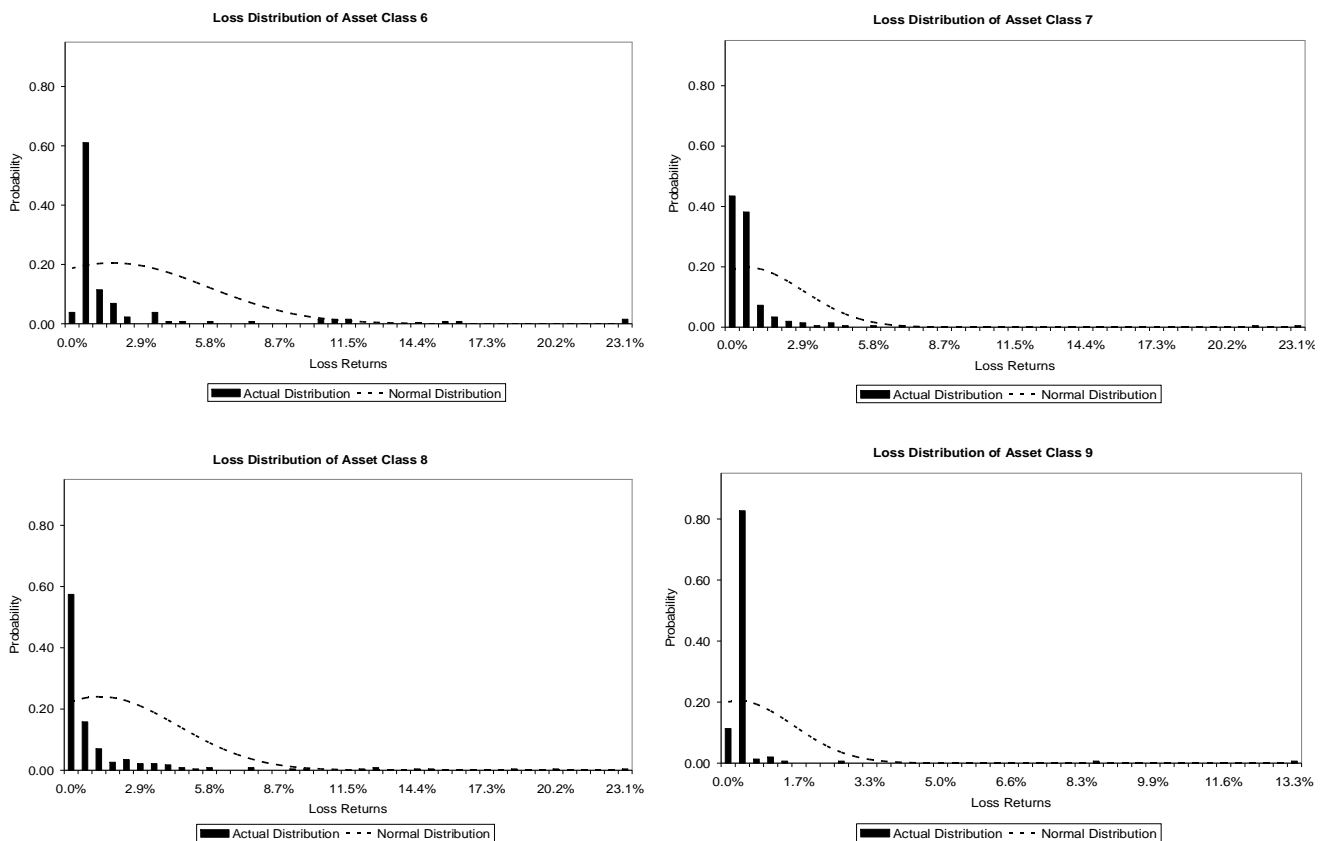 Loss Distribution of Asset Class 6
0.80
0.60
0.40
0.20
0.00
Probability
0.0% 2.9% 5.8% 8.7% 11.5% 14.4% 17.3% 20.2% 23.1%
Loss Returns
Actual Distribution Normal Distribution
Loss Distribution of Asset Class 7
0.80
0.60
0.40
0.20
0.00
Probability
0.0% 2.9% 5.8% 8.7% 11.5% 14.4% 17.3% 20.2% 23.1%
Loss Returns
Actual Distribution Normal Distribution
Loss Distribution of Asset Class 8
0.80
0.60
0.40
0.20
0.00
Probability
0.0% 2.9% 5.8% 8.7% 11.5% 14.4% 17.3% 20.2% 23.1%
Loss Returns
Actual Distribution Normal Distribution
Loss Distribution of Asset Class 9
0.80
0.60
0.40
0.20
0.00
Probability
0.0% 1.7% 3.3% 5.0% 6.6% 8.3% 9.9% 11.6% 13.3%
Loss Returns
Actual Distribution Normal Distribution